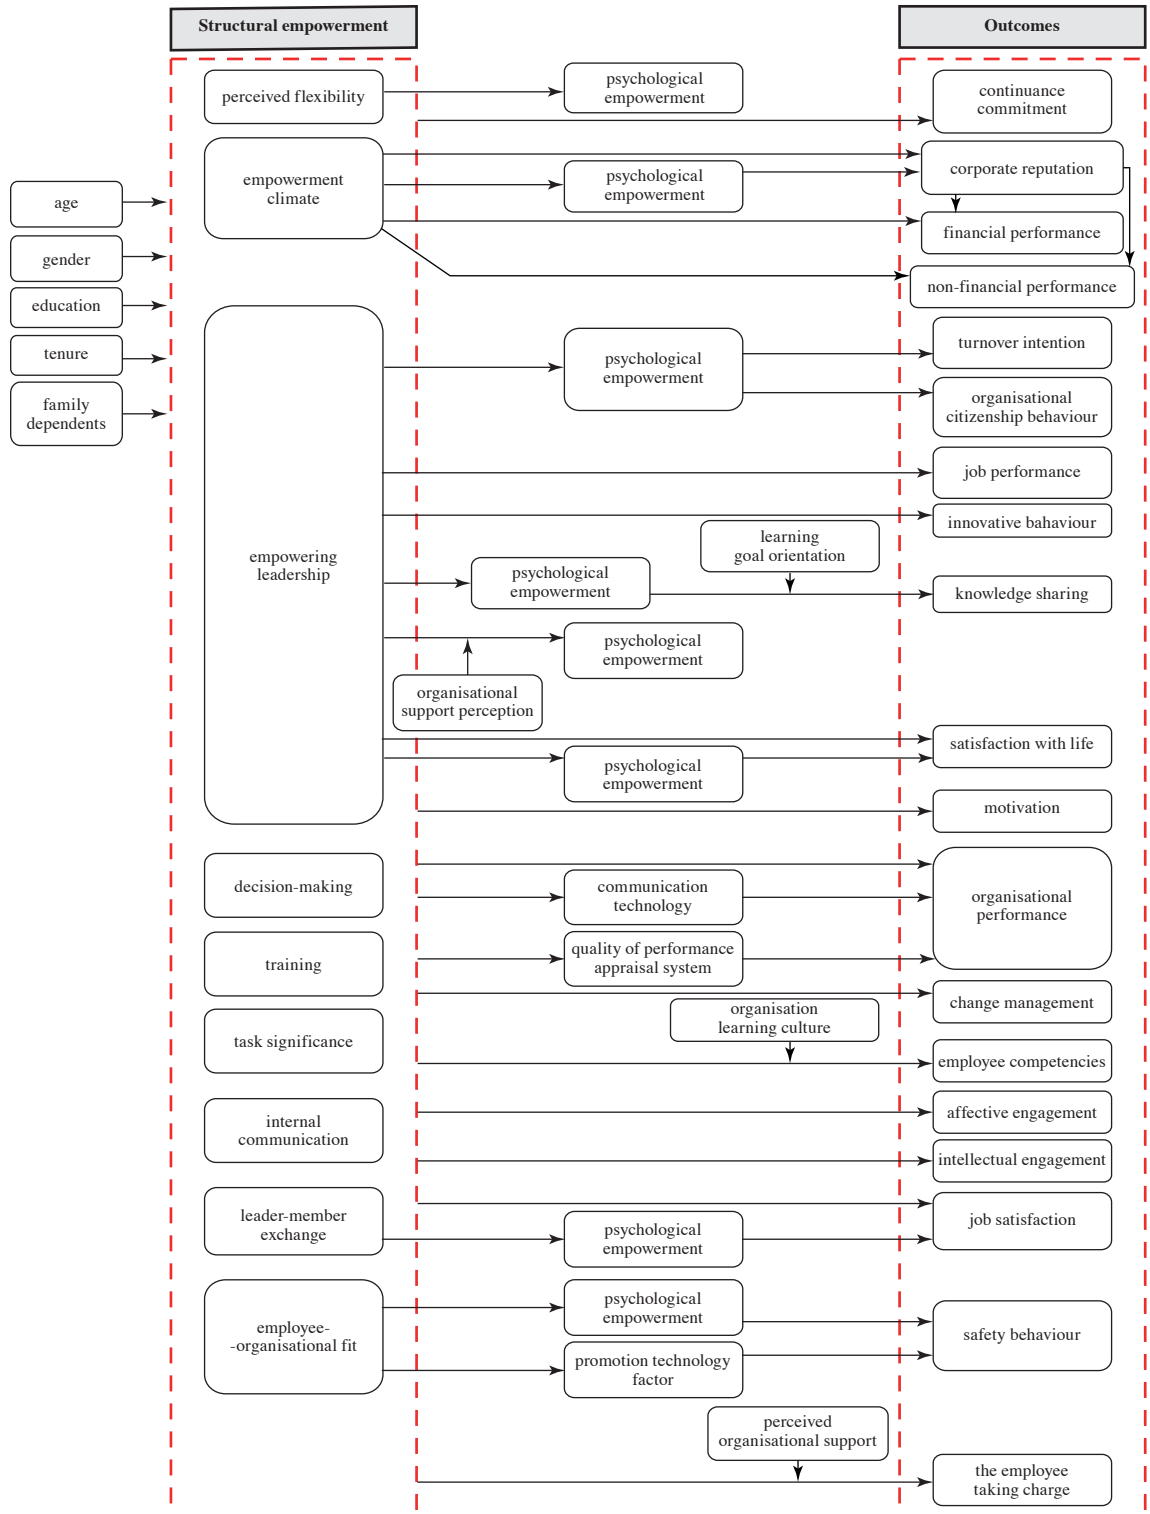 Structural empowerment
Outcomes
age
gender
education
tenure
family
dependents
perceived flexibility
psychological
empowerment
continuance
commitment
empowerment
climate
psychological
empowerment
corporate reputation
financial performance
non-financial performance
empowering
leadership
psychological
empowerment
turnover intention
organisational
citizenship behaviour
job performance
innovative bahaviour
learning
goal orientation
psychological
empowerment
knowledge sharing
psychological
empowerment
organisational
support perception
satisfaction with life
psychological
empowerment
motivation
decision-making
communication
technology
organisational
performance
training
quality of performance
appraisal system
change management
organisation
learning culture
task significance
employee competencies
internal
communication
affective engagement
intellectual engagement
leader-member
exchange
psychological
empowerment
job satisfaction
employee-
-organisational fit
psychological
empowerment
promotion technology
factor
safety behaviour
perceived
organisational support
the employee
taking charge